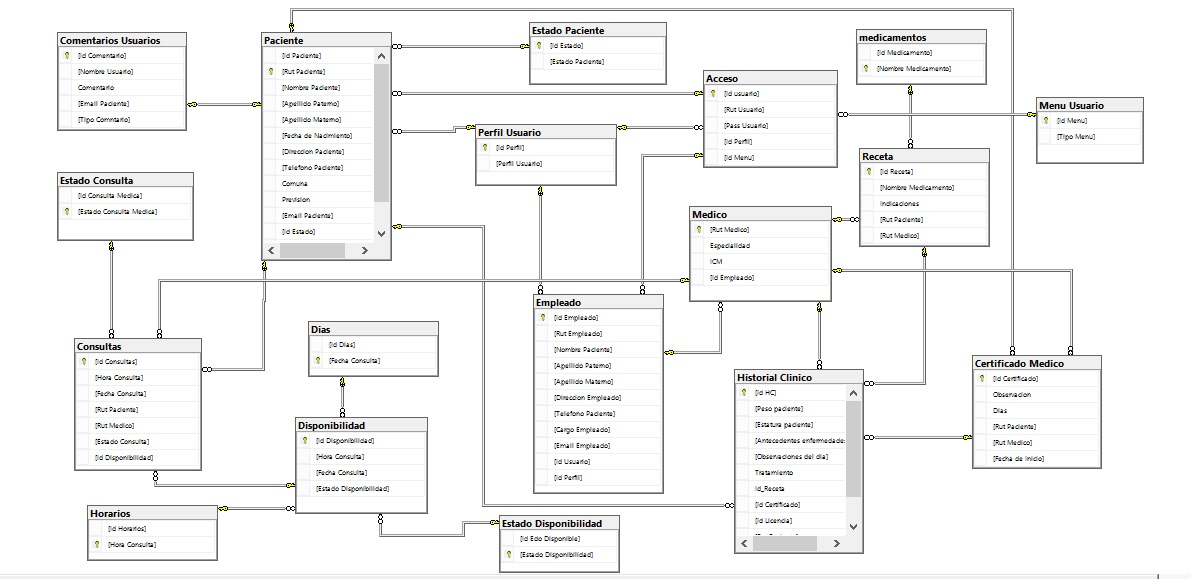 Comentarios Usuarios
[Id Comentario]
[Nombre Usuario]
Comentario
[Email Paciente]
[Tipo Comntario]
Paciente
[Id Paciente]
[Rut Paciente]
[Nombre Paciente]
[Apellido Paterno]
[Apellido Materno]
[Fecha de Nacimiento]
[Direccion Paciente]
[Telefono Paciente]
Comuna
Prevision
[Email Paciente]
[Id Estado]
Estado Paciente
[Id Estado]
[Estado Paciente]
Acceso
[Id usuario]
[Rut Usuario]
[Pass Usuario]
[Id Perfil]
[Id Menu]
medicamentos
[Id Medicamento]
[Nombre Medicamento]
Menu Usuario
[Id Menu]
[Tipo Menu]
Perfil Usuario
[Id Perfil]
[Perfil Usuario]
Receta
[Id Receta]
[Nombre Medicamento]
Indicaciones
[Rut Paciente]
[Rut Medico]
Estado Consulta
[Id Consulta Medica]
[Estado Consulta Medica]
Medico
[Rut Medico]
Especialidad
ICM
[Id Empleado]
Empleado
[Id Empleado]
[Rut Empleado]
[Nombre Paciente]
[Apellido Paterno]
[Apellido Materno]
[Direccion Empleado]
[Telefono Paciente]
[Cargo Empleado]
[Email Empleado]
[Id Usuario]
[Id Perfil]
Dias
[Id Dias]
[Fecha Consulta]
Consultas
[Id Consultas]
[Hora Consulta]
[Fecha Consulta]
[Rut Paciente]
[Rut Medico]
[Estado Consulta]
[Id Disponibilidad]
Certificado Medico
[Id Certificado]
Observacion
Dias
[Rut Paciente]
[Rut Medico]
[Fecha de Inicio]
Historial Clinico
[Id HC]
[Peso paciente]
[Estatura paciente]
[Antecedentes enfermedade
[Observaciones del dia]
Tratamiento
Id_Receta
[Id Certificado]
[Id Licencia]
Disponibilidad
[Id Disponibilidad]
[Hora Consulta]
[Fecha Consulta]
[Estado Disponibilidad]
Horarios
[Id Horarios]
[Hora Consulta]
Estado Disponibilidad
[Id Edo Disponible]
[Estado Disponibilidad]